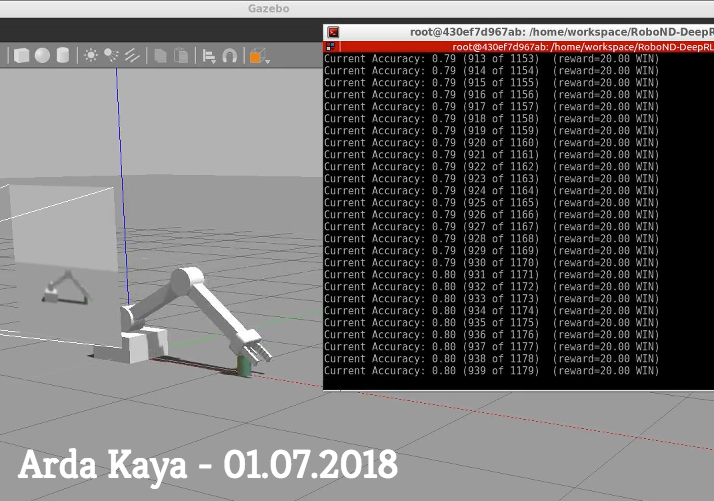 Gazebo
root@430ef7d967ab: /home/workspace/RoboND-DeepR
root@430ef7d967ab: /home/workspace/RoboND-DeepRL
Current Accuracy: 0.79 (913 of 1153)  (reward=20.00 WIN)
Current Accuracy: 0.79 (914 of 1154)  (reward=20.00 WIN)
Current Accuracy: 0.79 (915 of 1155)  (reward=20.00 WIN)
Current Accuracy: 0.79 (916 of 1156)  (reward=20.00 WIN)
Current Accuracy: 0.79 (917 of 1157)  (reward=20.00 WIN)
Current Accuracy: 0.79 (918 of 1158)  (reward=20.00 WIN)
Current Accuracy: 0.79 (919 of 1159)  (reward=20.00 WIN)
Current Accuracy: 0.79 (920 of 1160)  (reward=20.00 WIN)
Current Accuracy: 0.79 (921 of 1161)  (reward=20.00 WIN)
Current Accuracy: 0.79 (922 of 1162)  (reward=20.00 WIN)
Current Accuracy: 0.79 (923 of 1163)  (reward=20.00 WIN)
Current Accuracy: 0.79 (924 of 1164)  (reward=20.00 WIN)
Current Accuracy: 0.79 (925 of 1165)  (reward=20.00 WIN)
Current Accuracy: 0.79 (926 of 1166)  (reward=20.00 WIN)
Current Accuracy: 0.79 (927 of 1167)  (reward=20.00 WIN)
Current Accuracy: 0.79 (928 of 1168)  (reward=20.00 WIN)
Current Accuracy: 0.79 (929 of 1169)  (reward=20.00 WIN)
Current Accuracy: 0.79 (930 of 1170)  (reward=20.00 WIN)
Current Accuracy: 0.80 (931 of 1171)  (reward=20.00 WIN)
Current Accuracy: 0.80 (932 of 1172)  (reward=20.00 WIN)
Current Accuracy: 0.80 (933 of 1173)  (reward=20.00 WIN)
Current Accuracy: 0.80 (934 of 1174)  (reward=20.00 WIN)
Current Accuracy: 0.80 (935 of 1175)  (reward=20.00 WIN)
Current Accuracy: 0.80 (936 of 1176)  (reward=20.00 WIN)
Current Accuracy: 0.80 (937 of 1177)  (reward=20.00 WIN)
Current Accuracy: 0.80 (938 of 1178)  (reward=20.00 WIN)
Current Accuracy: 0.80 (939 of 1179)  (reward=20.00 WIN)
Arda Kaya - 01.07.2018